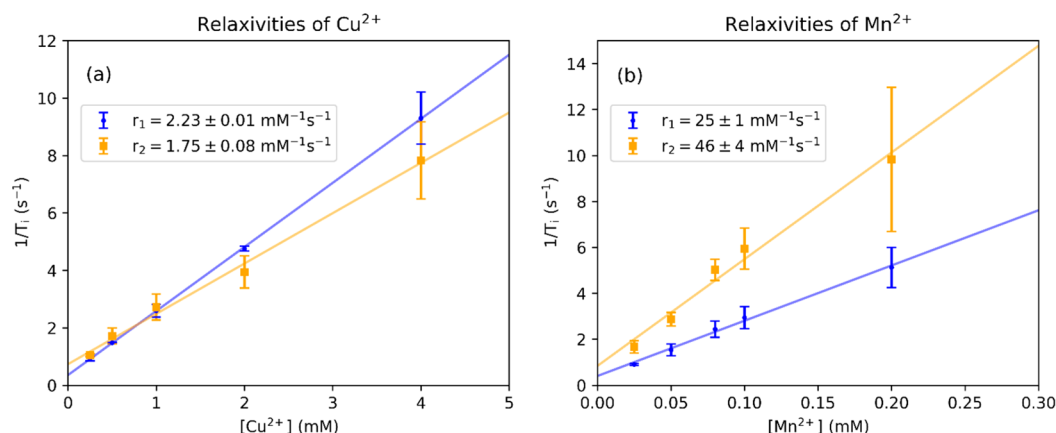 Relaxivities of Cu²⁺
(a)
r₁ = 2.23 ± 0.01 mM⁻¹s⁻¹
r₂ = 1.75 ± 0.08 mM⁻¹s⁻¹
1/Tᵢ (s⁻¹)
12
10
8
6
4
2
0
0 1 2 3 4 5
[Cu²⁺] (mM)
Relaxivities of Mn²⁺
(b)
r₁ = 25 ± 1 mM⁻¹s⁻¹
r₂ = 46 ± 4 mM⁻¹s⁻¹
1/Tᵢ (s⁻¹)
14
12
10
8
6
4
2
0
0.00 0.05 0.10 0.15 0.20 0.25 0.30
[Mn²⁺] (mM)